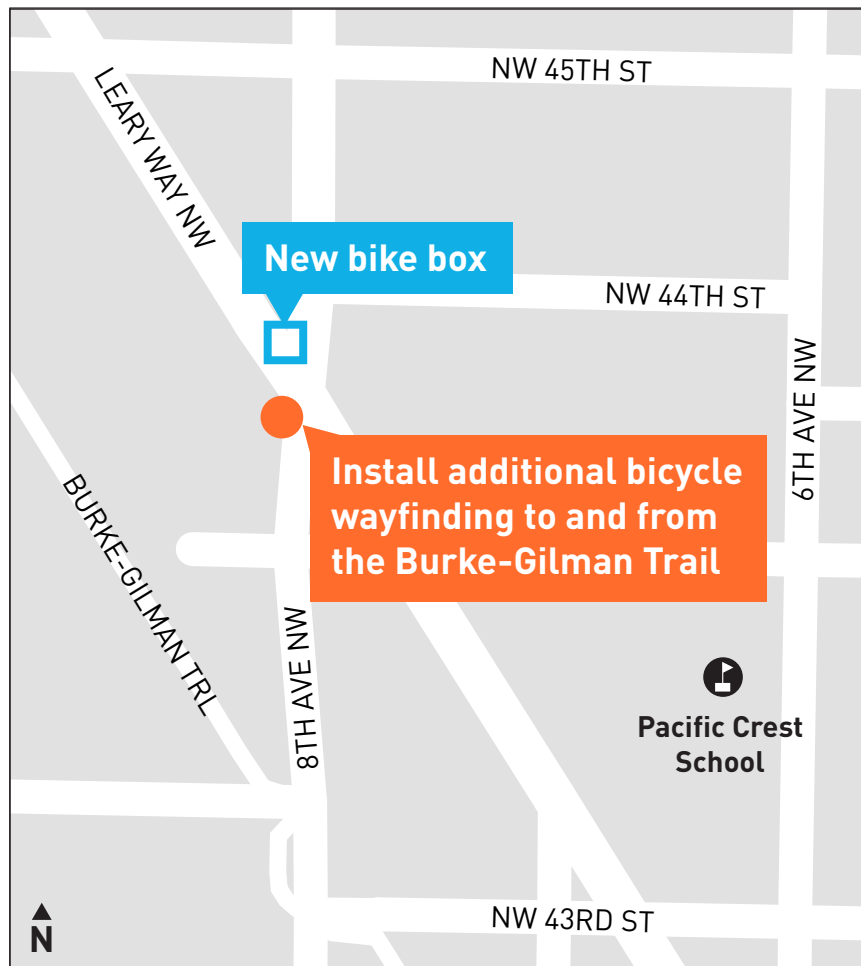 NW 45TH ST
LEARY WAY NW
New bike box
NW 44TH ST
6TH AVE NW
Install additional bicycle
wayfinding to and from
the Burke-Gilman Trail
BURKE-GILMAN TRL
8TH AVE NW
Pacific Crest
School
NW 43RD ST
N